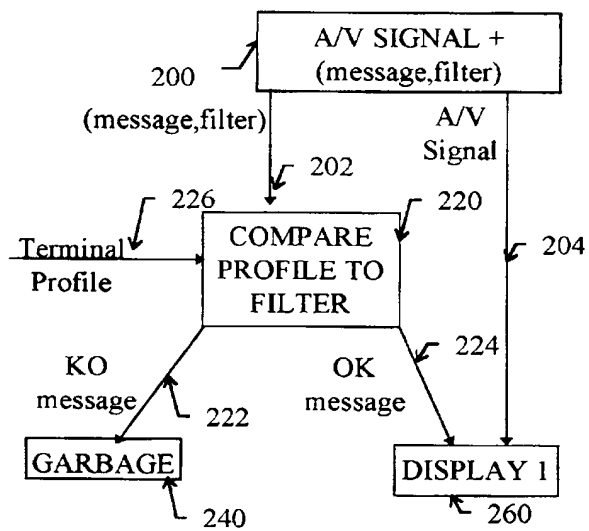 A/V SIGNAL +
(message,filter)
200
(message,filter)
A/V
Signal
202
226
220
Terminal
Profile
COMPARE
PROFILE TO
FILTER
204
KO
message
222
OK
message
224
GARBAGE
240
DISPLAY 1
260